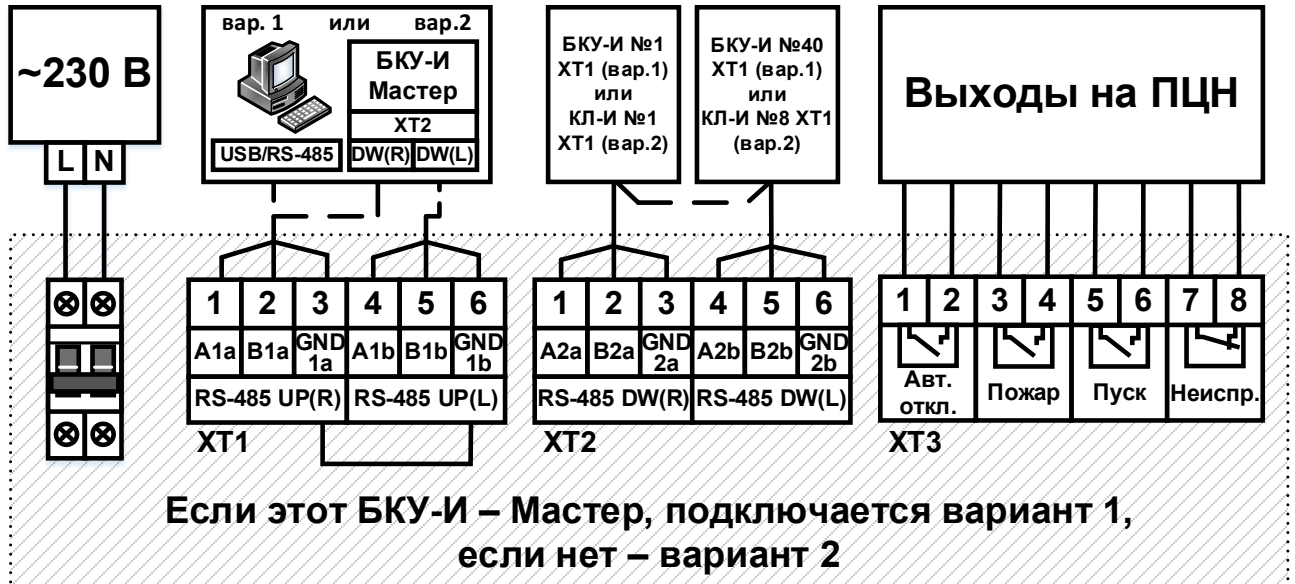 ~230 В
L N
вар. 1 или вар.2
БКУ-И
Мастер
XT2
USB/RS-485 DW(R) DW(L)
БКУ-И №1
XT1 (вар.1)
или
КЛ-И №1
XT1 (вар.2)
БКУ-И №40
XT1 (вар.1)
или
КЛ-И №8 XT1
(вар.2)
Выходы на ПЦН
1 2 3 4 5 6
A1a B1a GND 1a A1b B1b GND 1b
RS-485 UP(R) RS-485 UP(L)
XT1
1 2 3 4 5 6
A2a B2a GND 2a A2b B2b GND 2b
RS-485 DW(R) RS-485 DW(L)
XT2
1 2 3 4 5 6 7 8
Авт.
откл.
Пожар Пуск Неиспр.
XT3
Если этот БКУ-И – Мастер, подключается вариант 1,
если нет – вариант 2